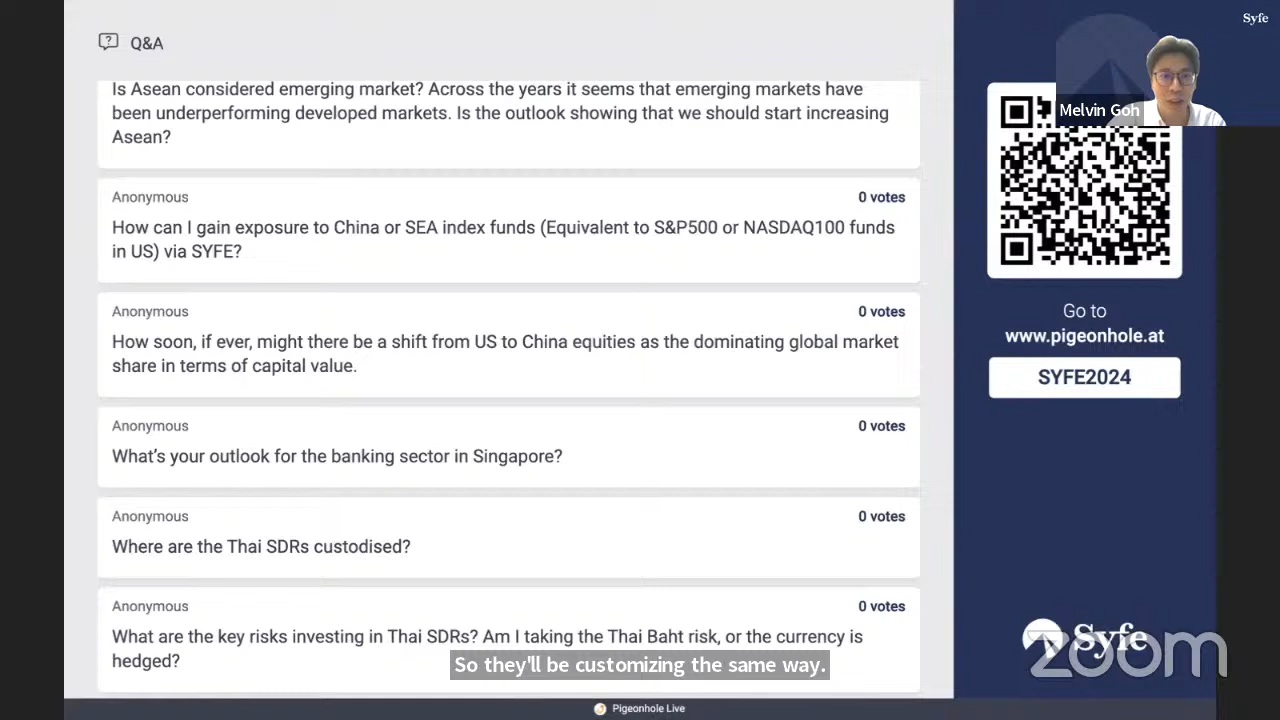 Syfe
Q&A
Melvin Goh
Is Asean considered emerging market? Across the years it seems that emerging markets have
been underperforming developed markets. Is the outlook showing that we should start increasing
Asean?
Anonymous 0 votes
How can I gain exposure to China or SEA index funds (Equivalent to S&P500 or NASDAQ100 funds
in US) via SYFE?
Anonymous 0 votes
How soon, if ever, might there be a shift from US to China equities as the dominating global market
share in terms of capital value.
Anonymous 0 votes
What's your outlook for the banking sector in Singapore?
Anonymous 0 votes
Where are the Thai SDRs custodised?
Anonymous 0 votes
What are the key risks investing in Thai SDRs? Am I taking the Thai Baht risk, or the currency is
hedged?
So they'll be customizing the same way.
Go to
www.pigeonhole.at
SYFE2024
Syfe
zoom
Pigeonhole Live